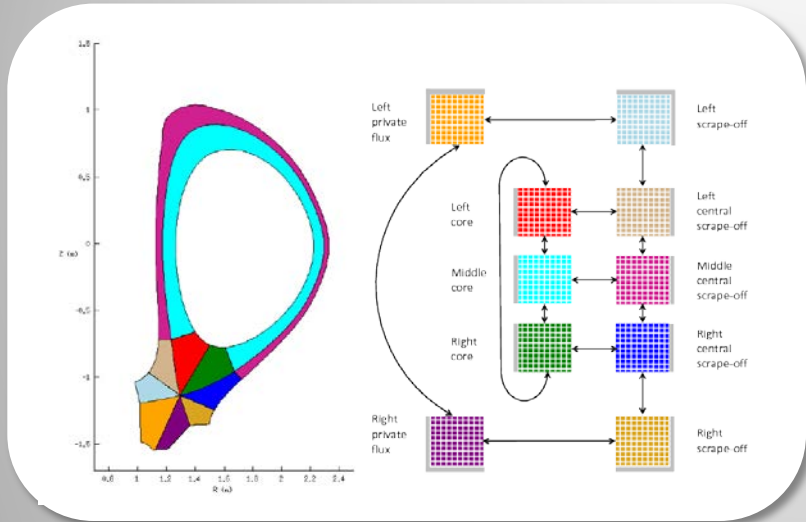 1.5
1
0.5
0
-0.5
-1
-1.5
0.8
1
1.2
1.4
1.6
1.8
2
2.2
2.4
R (m)
Z (m)
Left
private
flux
Left
scrape-off
Left
core
Left
central
scrape-off
Middle
core
Middle
central
scrape-off
Right
core
Right
central
scrape-off
Right
private
flux
Right
scrape-off